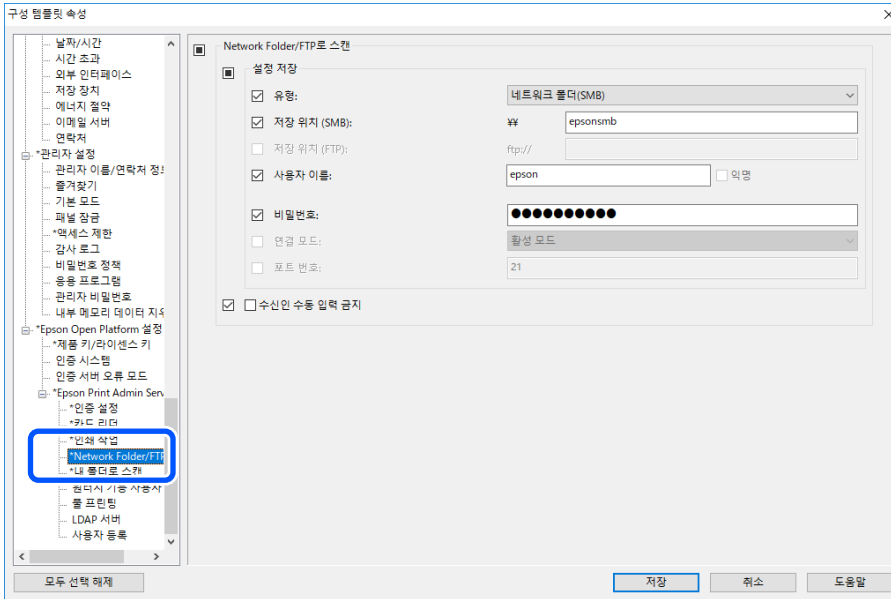 구성 템플릿 속성
날짜/시간
시간 초과
외부 인터페이스
저장 장치
에너지 절약
이메일 서버
연락처
*관리자 설정
관리자 이름/연락처 정보
즐겨찾기
기본 모드
패널 잠금
*액세스 제한
감사 로그
비밀번호 정책
응용 프로그램
관리자 비밀번호
내부 메모리 데이터 지우
*Epson Open Platform 설정
*제품 키/라이센스 키
인증 시스템
인증 서버 오류 모드
*Epson Print Admin Serv
*인증 설정
*카드 리더
*인쇄 작업
*Network Folder/FTP
*내 폴더로 스캔
원터치 기능 사용자
풀 프린팅
LDAP 서버
사용자 등록
Network Folder/FTP로 스캔
설정 저장
유형: 네트워크 폴더(SMB)
저장 위치 (SMB): ¥¥ epsonsmb
저장 위치 (FTP): ftp://
사용자 이름: epson 익명
비밀번호: ●●●●●●●●●●
연결 모드: 활성 모드
포트 번호: 21
수신인 수동 입력 금지
모두 선택 해제 저장 취소 도움말